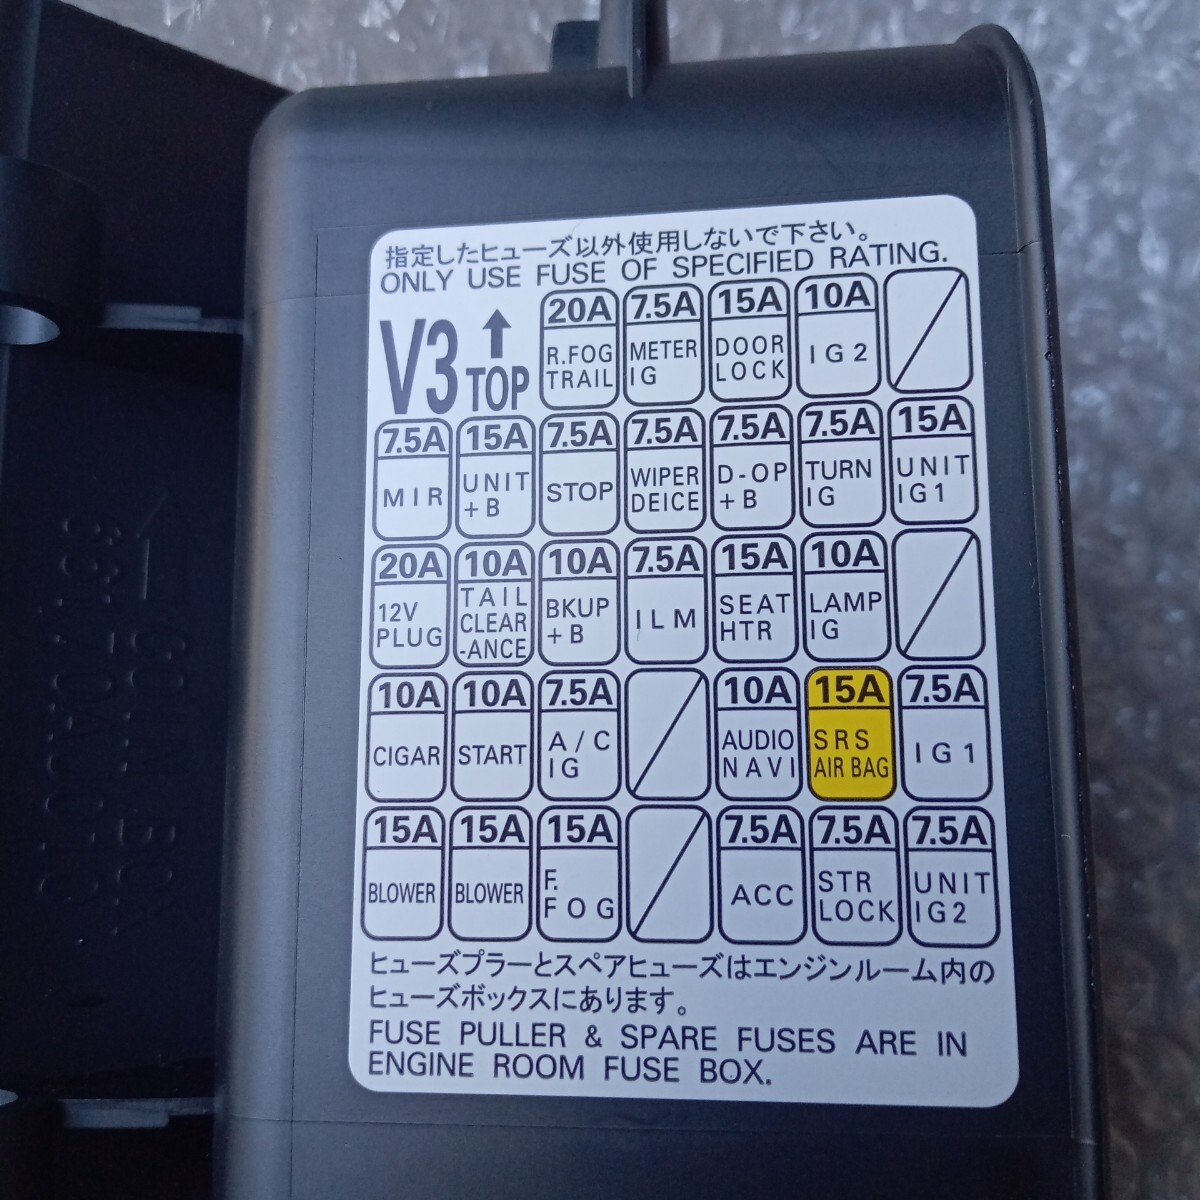 指定したヒューズ以外使用しないで下さい。
ONLY USE FUSE OF SPECIFIED RATING.
V3 ↑ TOP
20A 7.5A 15A 10A
R.FOG METER DOOR IG2
TRAIL IG LOCK
7.5A 15A 7.5A 7.5A 7.5A 7.5A 15A
MIR UNIT STOP WIPER D-OP TURN UNIT
+B DEICE +B IG IG1
20A 10A 10A 7.5A 15A 10A
12V TAIL BKUP ILM SEAT LAMP
PLUG CLEAR +B HTR IG
-ANCE
10A 10A 7.5A 10A 15A 7.5A
CIGAR START A/C AUDIO SRS IG1
IG NAVI AIR BAG
15A 15A 15A 7.5A 7.5A 7.5A
BLOWER BLOWER F. ACC STR UNIT
FOG LOCK IG2
ヒューズプラーとスペアヒューズはエンジンルーム内の
ヒューズボックスにあります。
FUSE PULLER & SPARE FUSES ARE IN
ENGINE ROOM FUSE BOX.